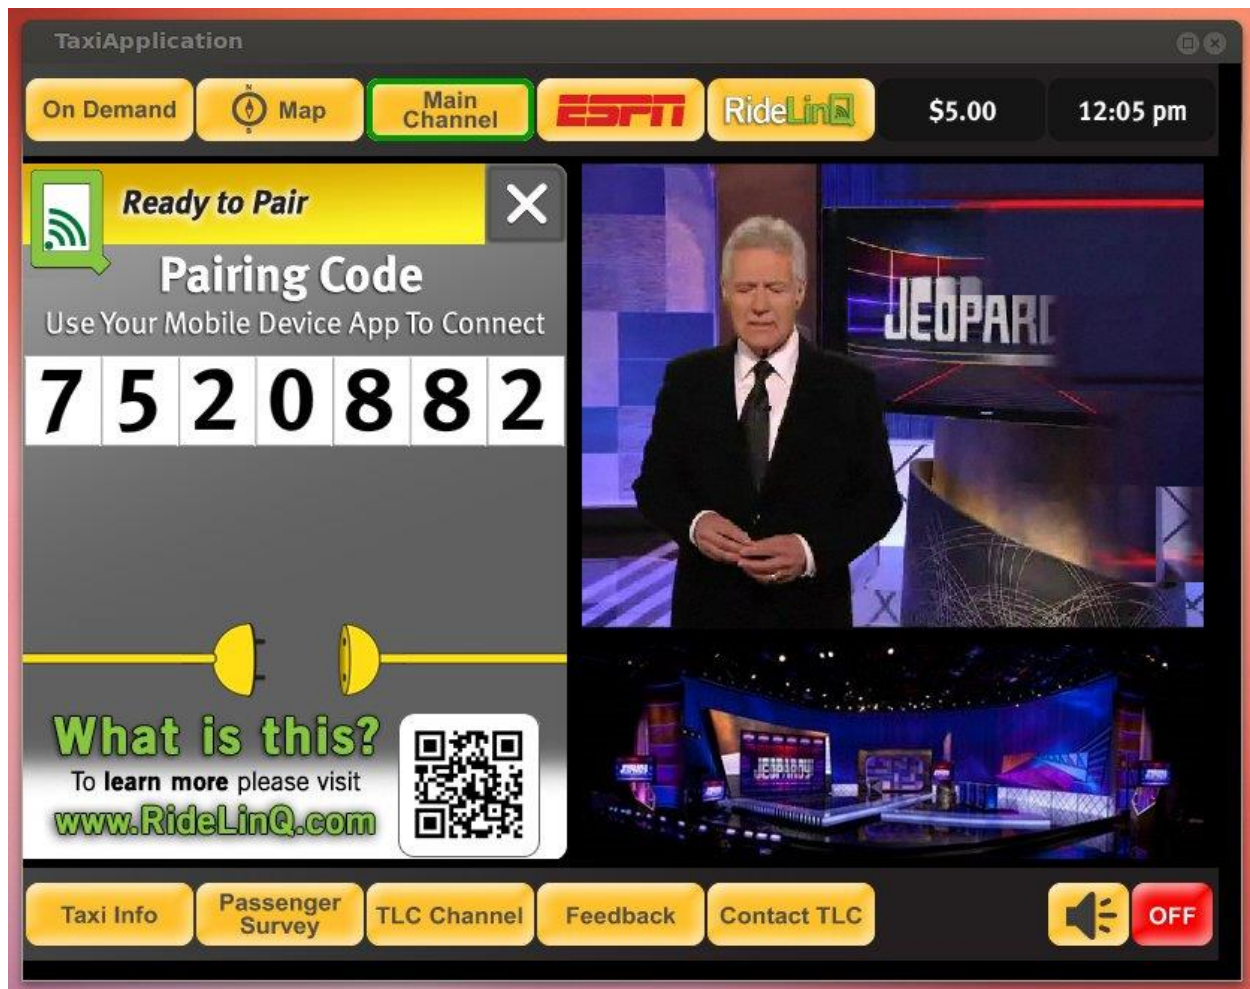 TaxiApplication
On Demand
N
S
Map
Main
Channel
ESPN
RideLinQ
$5.00
12:05 pm
Ready to Pair
Pairing Code
Use Your Mobile Device App To Connect
7 5 2 0 8 8 2
JEOPARD
What is this?
To learn more please visit
www.RideLinQ.com
JEOPARDY!
Taxi Info
Passenger
Survey
TLC Channel
Feedback
Contact TLC
OFF